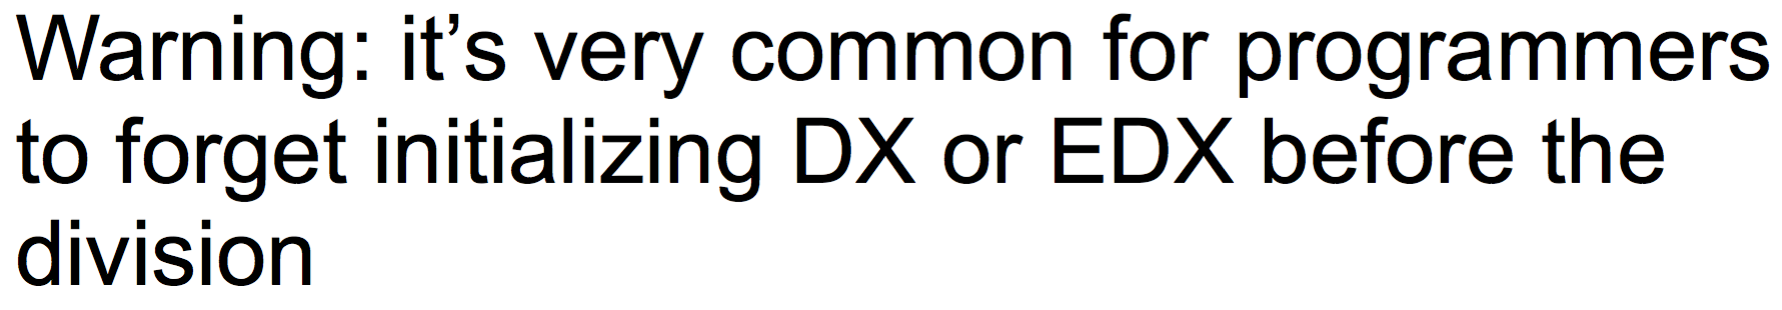 Warning: it’s very common for programmers
to forget initializing DX or EDX before the
division